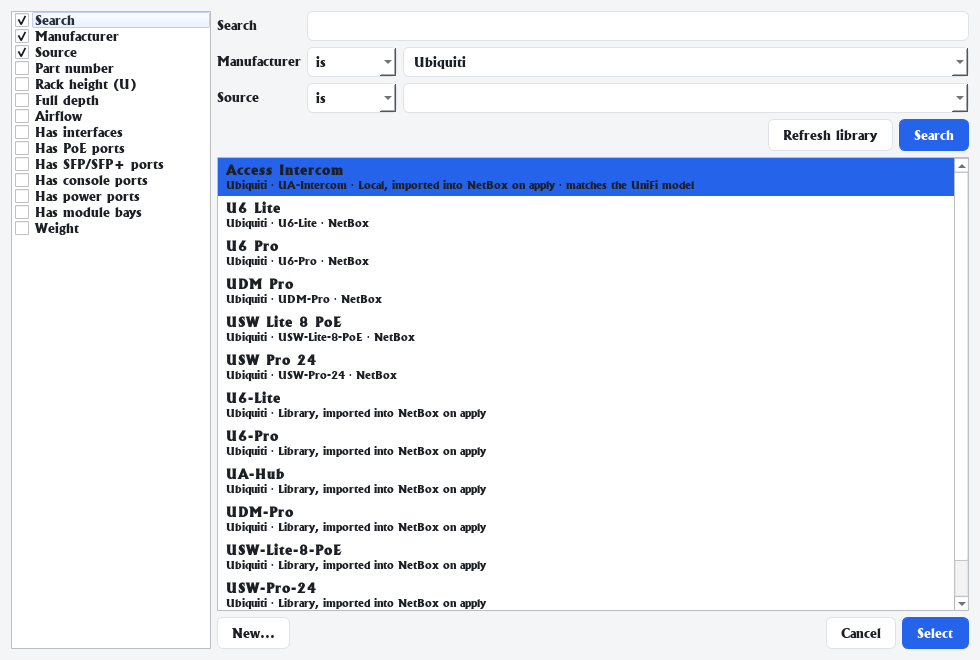 Search
Manufacturer
Source
Part number
Rack height (U)
Full depth
Airflow
Has interfaces
Has PoE ports
Has SFP/SFP+ ports
Has console ports
Has power ports
Has module bays
Weight
Search
Manufacturer is Ubiquiti
Source is
Refresh library Search
Access Intercom
Ubiquiti · UA-Intercom · Local, imported into NetBox on apply · matches the UniFi model
U6 Lite
Ubiquiti · U6-Lite · NetBox
U6 Pro
Ubiquiti · U6-Pro · NetBox
UDM Pro
Ubiquiti · UDM-Pro · NetBox
USW Lite 8 PoE
Ubiquiti · USW-Lite-8-PoE · NetBox
USW Pro 24
Ubiquiti · USW-Pro-24 · NetBox
U6-Lite
Ubiquiti · Library, imported into NetBox on apply
U6-Pro
Ubiquiti · Library, imported into NetBox on apply
UA-Hub
Ubiquiti · Library, imported into NetBox on apply
UDM-Pro
Ubiquiti · Library, imported into NetBox on apply
USW-Lite-8-PoE
Ubiquiti · Library, imported into NetBox on apply
USW-Pro-24
Ubiquiti · Library, imported into NetBox on apply
New... Cancel Select